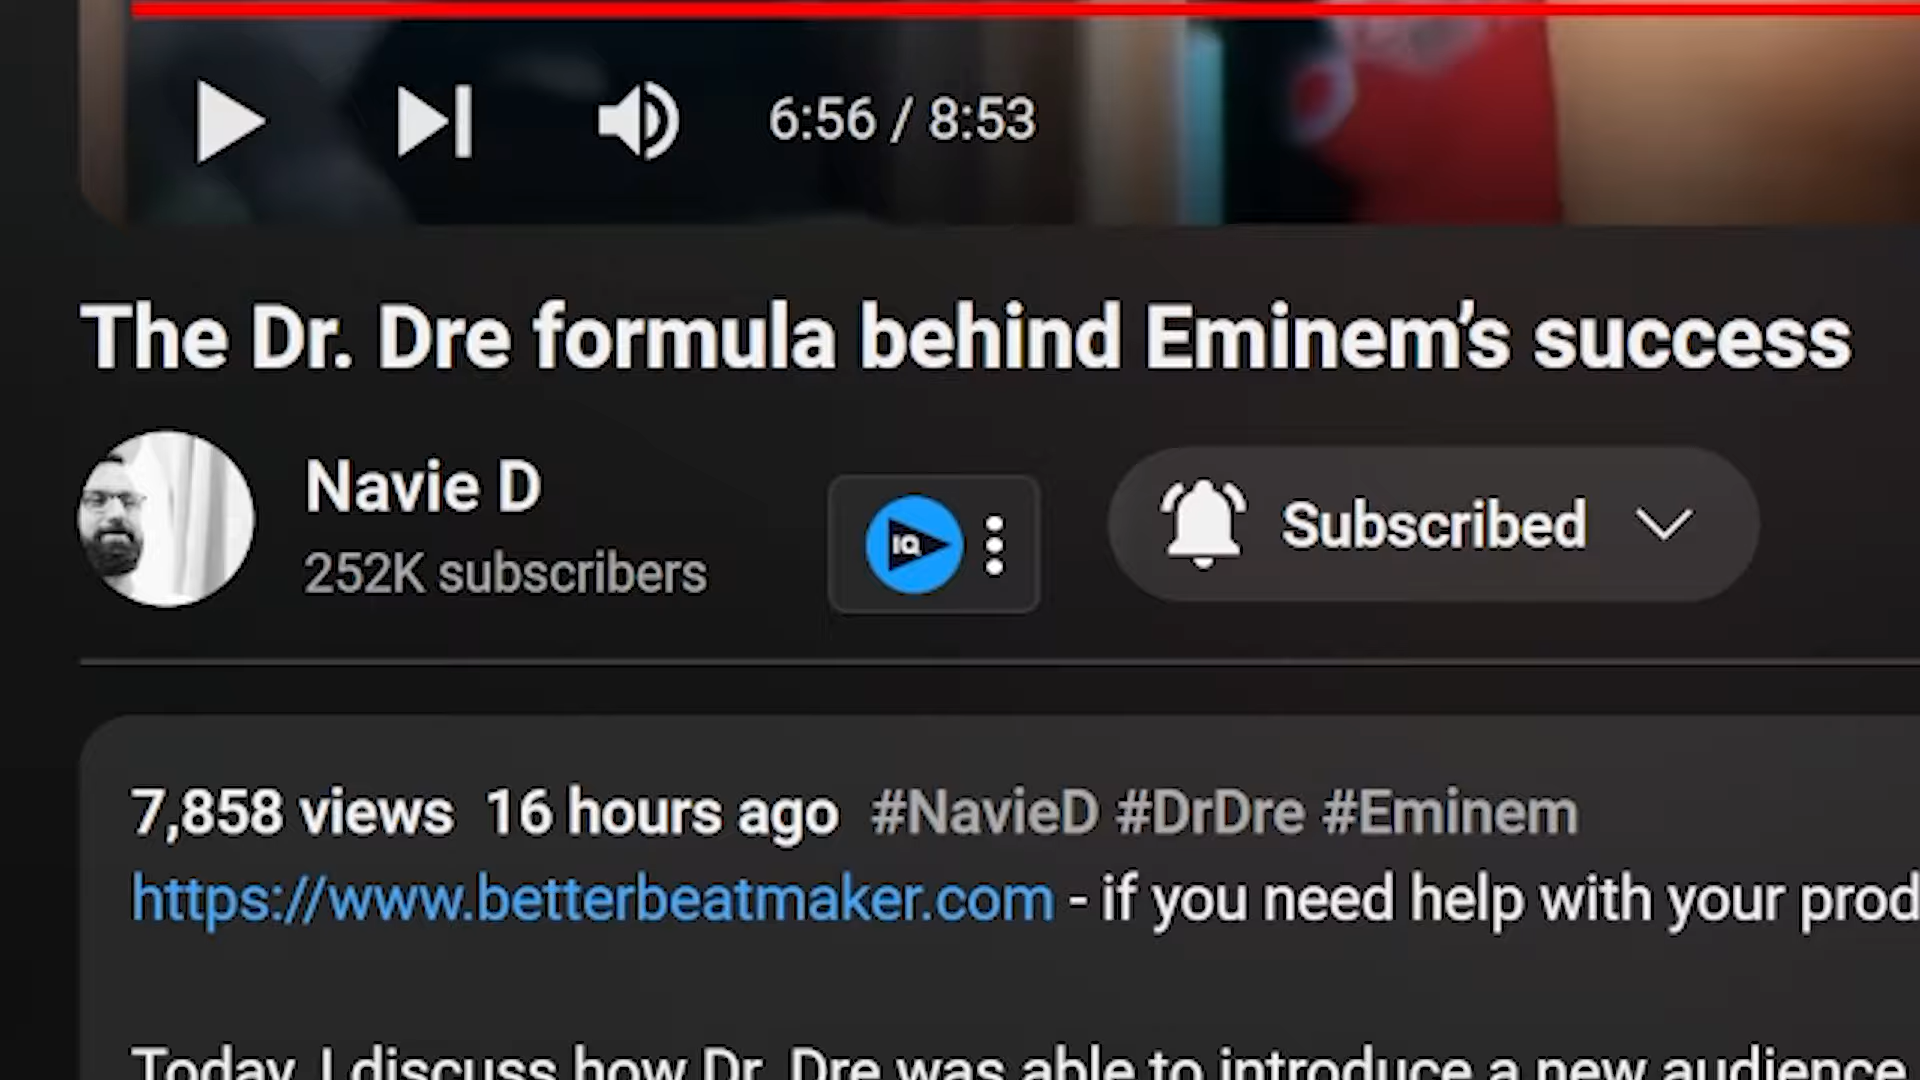 6:56 / 8:53
The Dr. Dre formula behind Eminem’s success
Navie D
252K subscribers
IQ
Subscribed
7,858 views 16 hours ago #NavieD #DrDre #Eminem
https://www.betterbeatmaker.com - if you need help with your prod
Today, I discuss how Dr. Dre was able to introduce a new audience